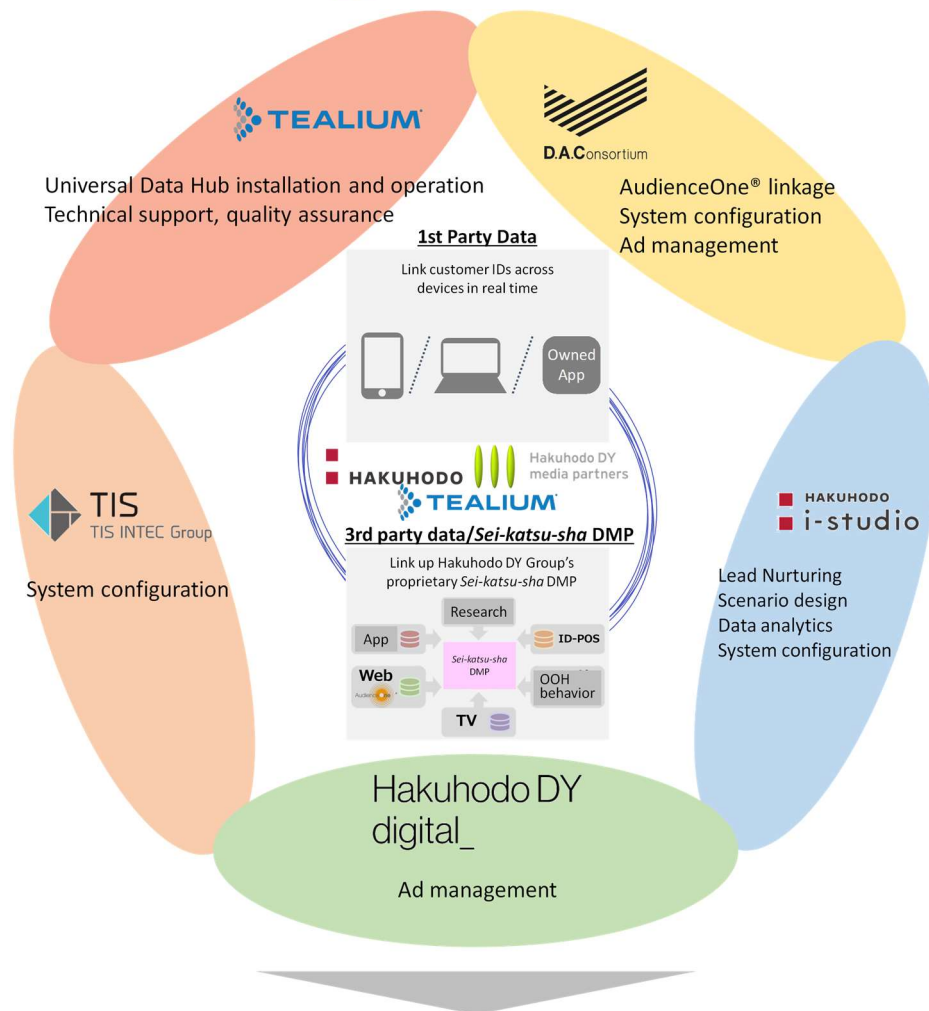 TEALIUM
Universal Data Hub installation and operation
Technical support, quality assurance
D.A.Consortium
AudienceOne® linkage
System configuration
Ad management
1st Party Data
Link customer IDs across
devices in real time
Owned
App
HAKUHODO
Hakuhodo DY
media partners
TEALIUM
3rd party data/Sei-katsu-sha DMP
Link up Hakuhodo DY Group's
proprietary Sei-katsu-sha DMP
Research
App
ID-POS
Sei-katsu-sha
DMP
Web
OOH
behavior
TV
TIS
TIS INTEC Group
System configuration
HAKUHODO
i-studio
Lead Nurturing
Scenario design
Data analytics
System configuration
Hakuhodo DY
digital_
Ad management